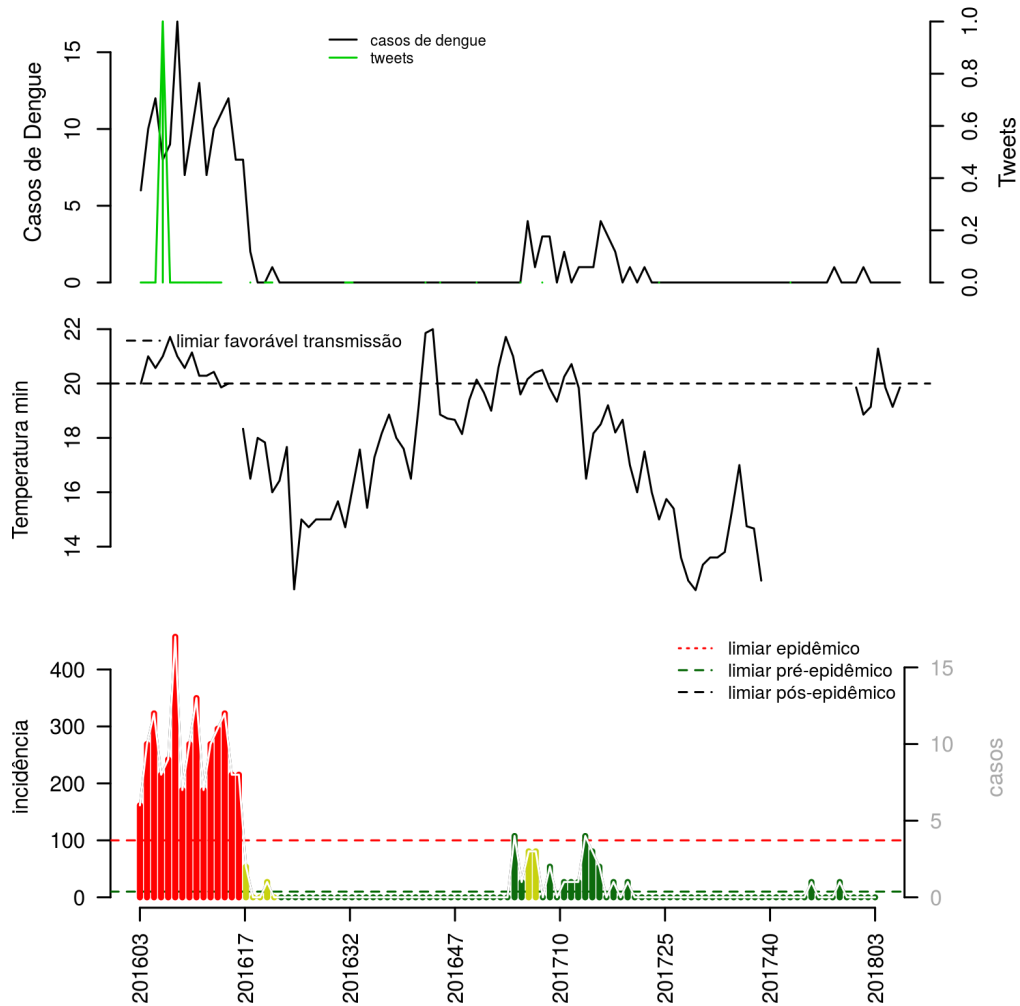 casos de dengue
tweets
Casos de Dengue
0
5
10
15
Tweets
0.0
0.2
0.4
0.6
0.8
1.0
limiar favorável transmissão
Temperatura min
14
16
18
20
22
limiar epidêmico
limiar pré-epidêmico
limiar pós-epidêmico
incidência
0
100
200
300
400
casos
0
5
10
15
201603
201617
201632
201647
201710
201725
201740
201803